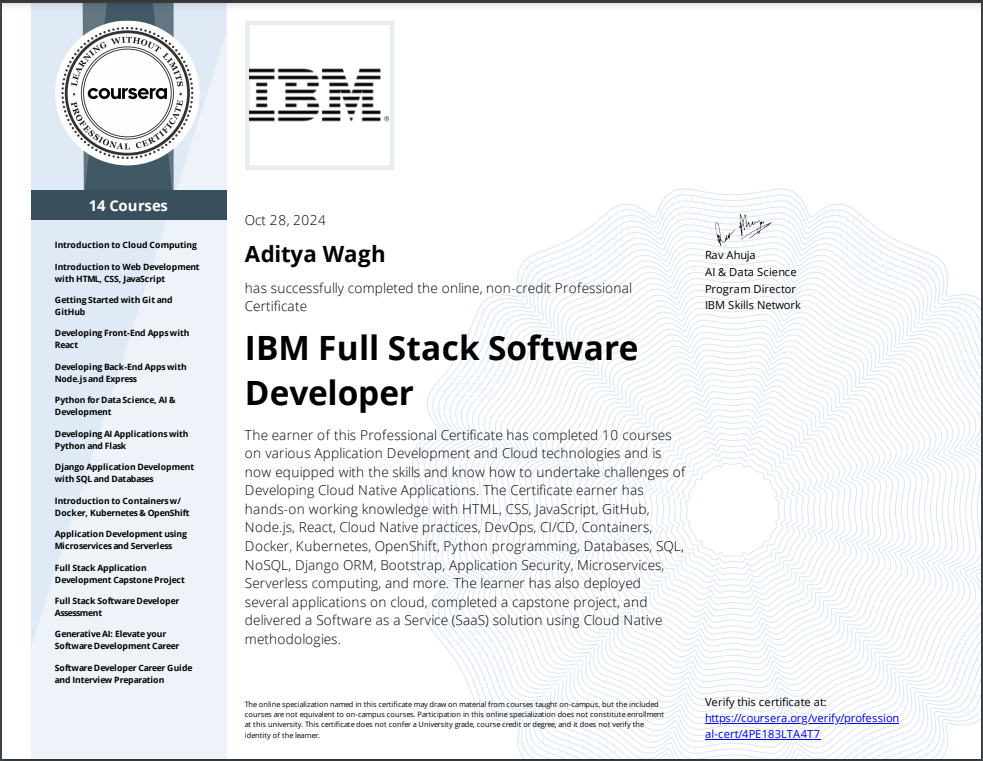 LEARNING WITHOUT LIMITS
coursera
PROFESSIONAL CERTIFICATE
IBM®
14 Courses
Introduction to Cloud Computing
Introduction to Web Development
with HTML, CSS, JavaScript
Getting Started with Git and
GitHub
Developing Front-End Apps with
React
Developing Back-End Apps with
Node.js and Express
Python for Data Science, AI &
Development
Developing AI Applications with
Python and Flask
Django Application Development
with SQL and Databases
Introduction to Containers w/
Docker, Kubernetes & OpenShift
Application Development using
Microservices and Serverless
Full Stack Application
Development Capstone Project
Full Stack Software Developer
Assessment
Generative AI: Elevate your
Software Development Career
Software Developer Career Guide
and Interview Preparation
Oct 28, 2024
Aditya Wagh
has successfully completed the online, non-credit Professional
Certificate
IBM Full Stack Software
Developer
The earner of this Professional Certificate has completed 10 courses
on various Application Development and Cloud technologies and is
now equipped with the skills and know how to undertake challenges of
Developing Cloud Native Applications. The Certificate earner has
hands-on working knowledge with HTML, CSS, JavaScript, GitHub,
Node.js, React, Cloud Native practices, DevOps, CI/CD, Containers,
Docker, Kubernetes, OpenShift, Python programming, Databases, SQL,
NoSQL, Django ORM, Bootstrap, Application Security, Microservices,
Serverless computing, and more. The learner has also deployed
several applications on cloud, completed a capstone project, and
delivered a Software as a Service (SaaS) solution using Cloud Native
methodologies.
Rav Ahuja
Rav Ahuja
AI & Data Science
Program Director
IBM Skills Network
The online specialization named in this certificate may draw on material from courses taught on-campus, but the included
courses are not equivalent to on-campus courses. Participation in this online specialization does not constitute enrollment
at this university. This certificate does not confer a University grade, course credit or degree, and it does not verify the
identity of the learner.
Verify this certificate at:
https://coursera.org/verify/profession
al-cert/4PE183LTA4T7